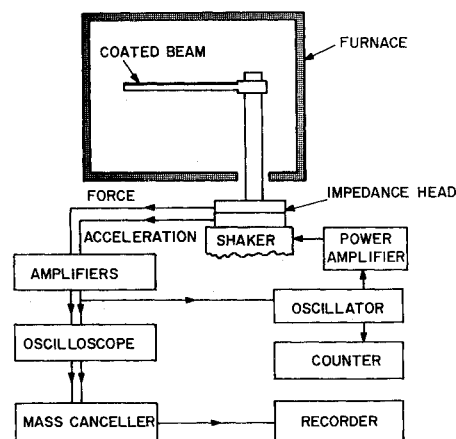 FURNACE
COATED BEAM
FORCE
IMPEDANCE HEAD
ACCELERATION
SHAKER
POWER
AMPLIFIER
AMPLIFIERS
OSCILLATOR
OSCILLOSCOPE
COUNTER
MASS CANCELLER
RECORDER